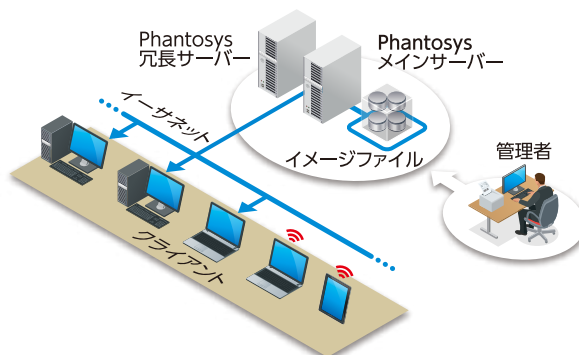 Phantosys
冗長サーバー
Phantosys
メインサーバー
イーサネット
イメージファイル
管理者
クライアント